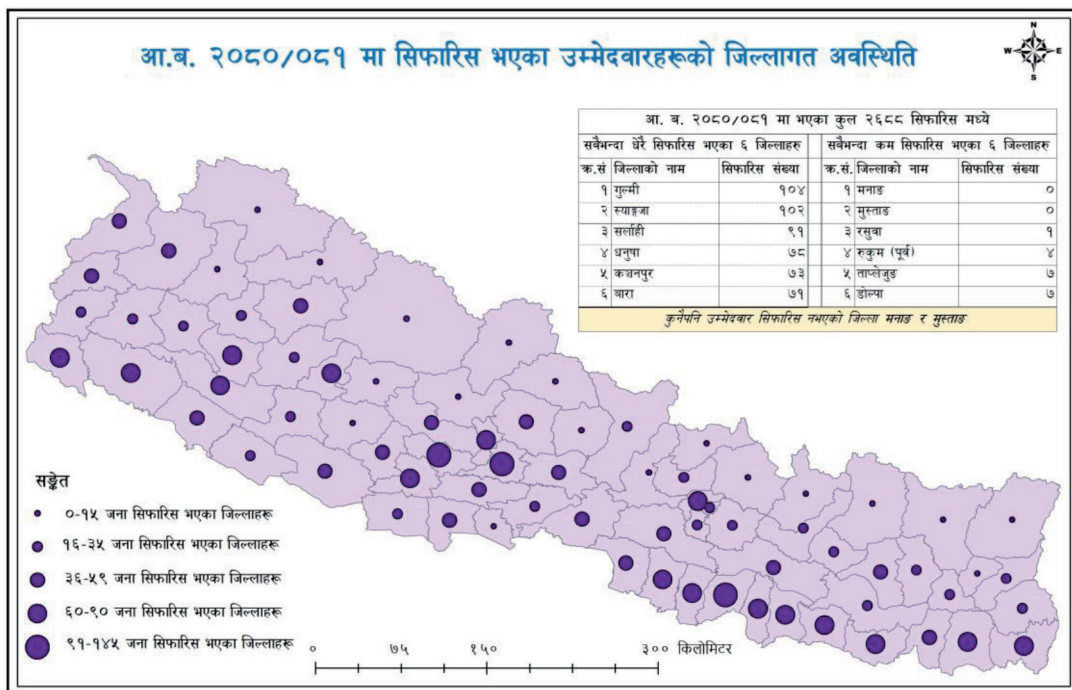 आ.ब. २०८०/०८१ मा सिफारिस भएका उम्मेदवारहरूको जिल्लागत अवस्थिति
N
W E
S
आ. ब. २०८०/०८१ मा भएका कुल २६८८ सिफारिस मध्ये
सबैभन्दा धेरै सिफारिस भएका ६ जिल्लाहरु सबैभन्दा कम सिफारिस भएका ६ जिल्लाहरु
क्र.सं जिल्लाको नाम सिफारिस संख्या क्र.सं. जिल्लाको नाम सिफारिस संख्या
१ गुल्मी १०४ १ मनाङ ०
२ स्याङ्गजा १०२ २ मुस्ताङ ०
३ सर्लाही ९१ ३ रसुवा १
४ धनुषा ७८ ४ रुकुम (पूर्व) ४
५ कञ्चनपुर ७३ ५ ताप्लेजुङ ७
६ बारा ७१ ६ डोल्पा ७
कुनैपनि उम्मेदवार सिफारिस नभएको जिल्ला मनाङ र मुस्ताङ
सङ्केत
०-१५ जना सिफारिस भएका जिल्लाहरू
१६-३५ जना सिफारिस भएका जिल्लाहरू
३६-५९ जना सिफारिस भएका जिल्लाहरू
६०-९० जना सिफारिस भएका जिल्लाहरू
९१-१४५ जना सिफारिस भएका जिल्लाहरू
० ७५ १५० ३०० किलोमिटर